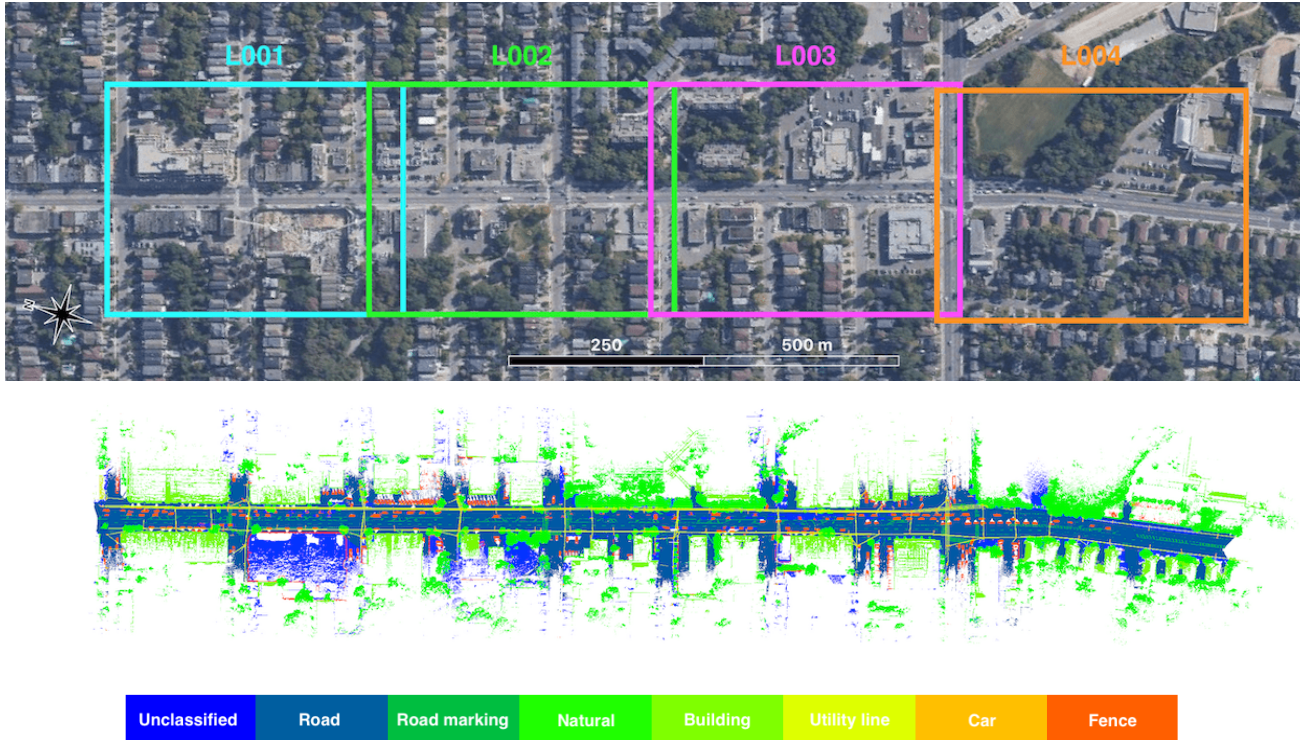 L001
L002
L003
L004
N
250
500 m
Unclassified
Road
Road marking
Natural
Building
Utility line
Car
Fence